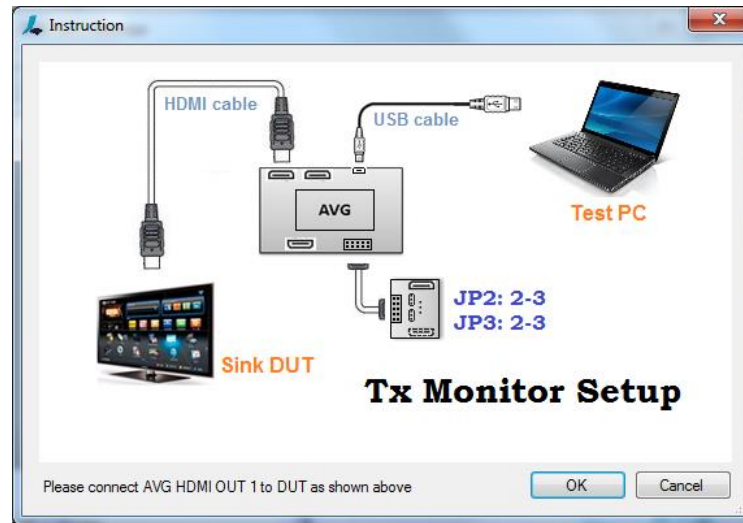 Instruction
HDMI cable
USB cable
AVG
Test PC
JP2: 2-3
JP3: 2-3
Sink DUT
Tx Monitor Setup
Please connect AVG HDMI OUT 1 to DUT as shown above
OK
Cancel